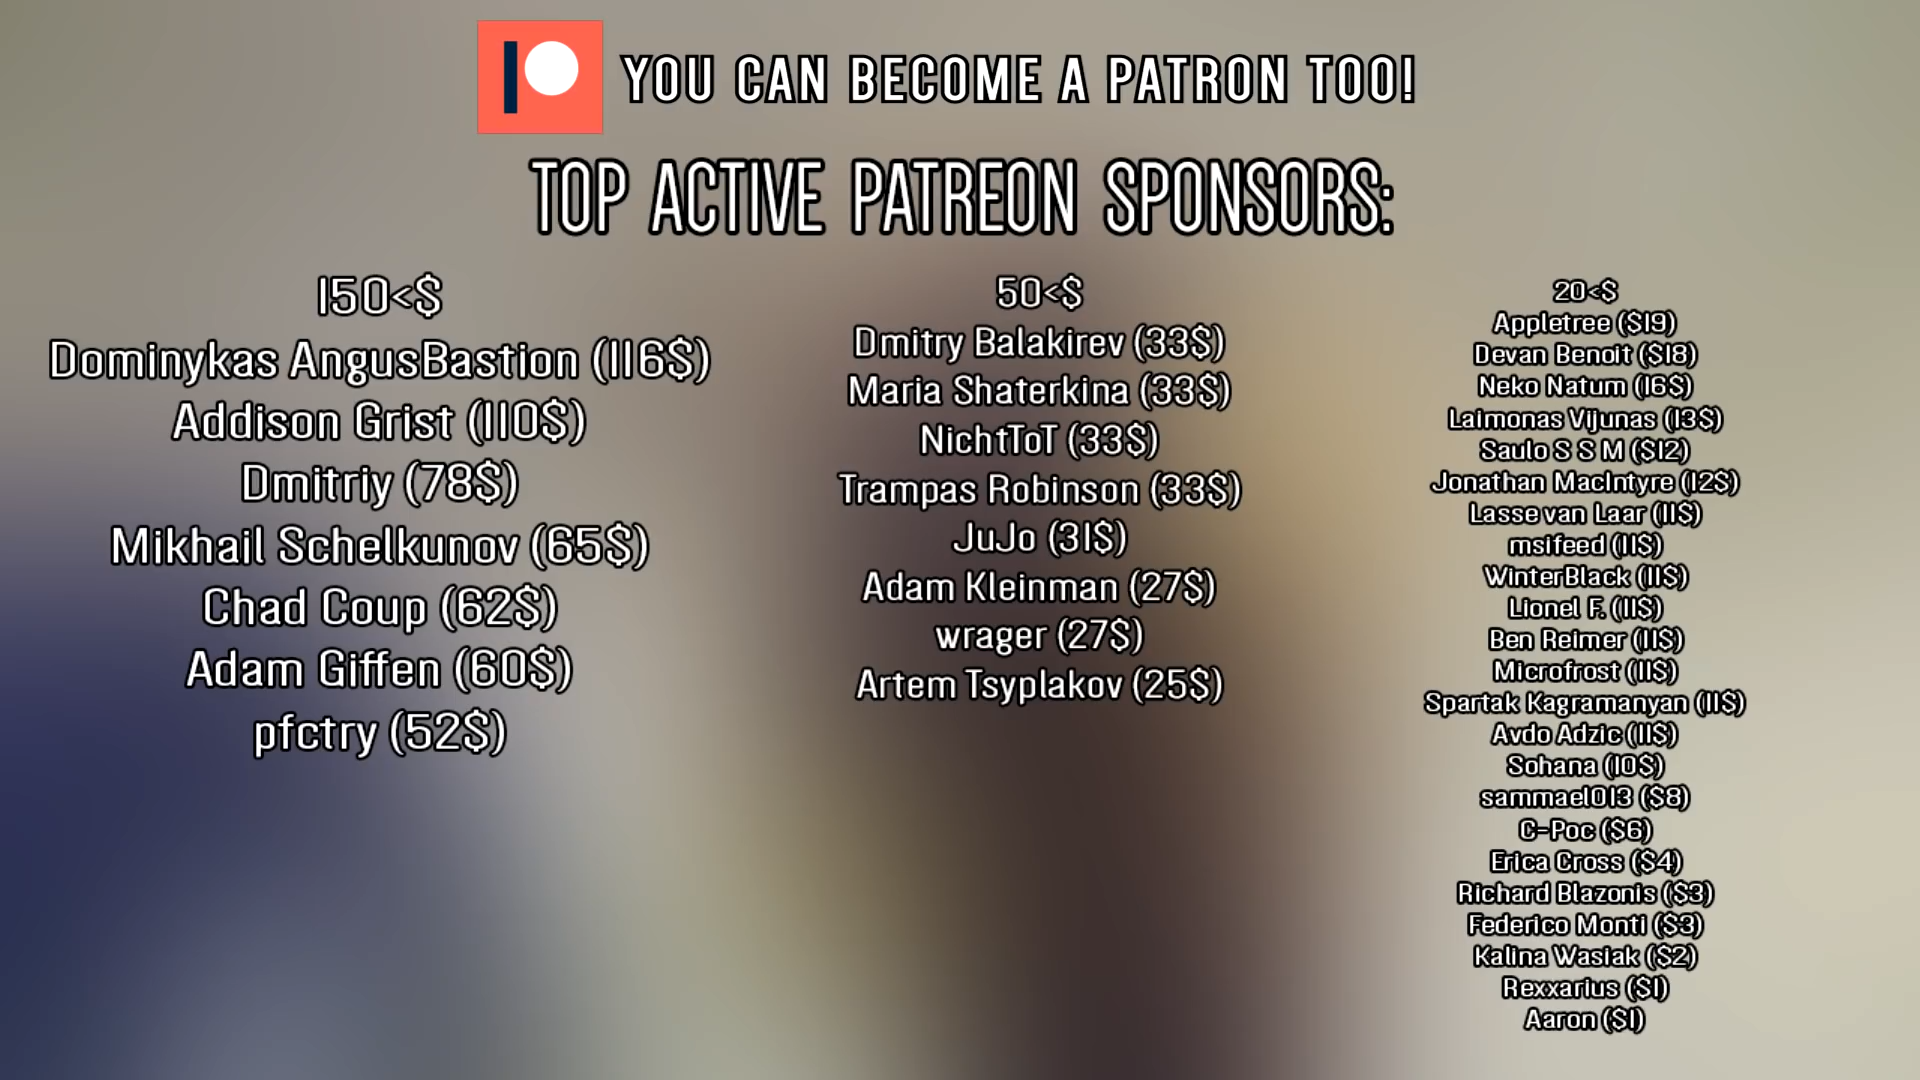 YOU CAN BECOME A PATRON TOO!
TOP ACTIVE PATREON SPONSORS:
150<$
Dominykas AngusBastion (116$)
Addison Grist (110$)
Dmitriy (78$)
Mikhail Schelkunov (65$)
Chad Coup (62$)
Adam Giffen (60$)
pfctry (52$)
50<$
Dmitry Balakirev (33$)
Maria Shaterkina (33$)
NichtToT (33$)
Trampas Robinson (33$)
JuJo (31$)
Adam Kleinman (27$)
wrager (27$)
Artem Tsyplakov (25$)
20<$
Appletree ($19)
Devan Benoit ($18)
Neko Natum (16$)
Laimonas Vijunas (13$)
Saulo S S M ($12)
Jonathan MacIntyre (12$)
Lasse van Laar (11$)
msifeed (11$)
WinterBlack (11$)
Lionel F. (11$)
Ben Reimer (11$)
Microfrost (11$)
Spartak Kagramanyan (11$)
Avdo Adzic (11$)
Sohana (10$)
sammael013 ($8)
C-Poc ($6)
Erica Cross ($4)
Richard Blazonis ($3)
Federico Monti ($3)
Kalina Wasiak ($2)
Rexxarius ($1)
Aaron ($1)